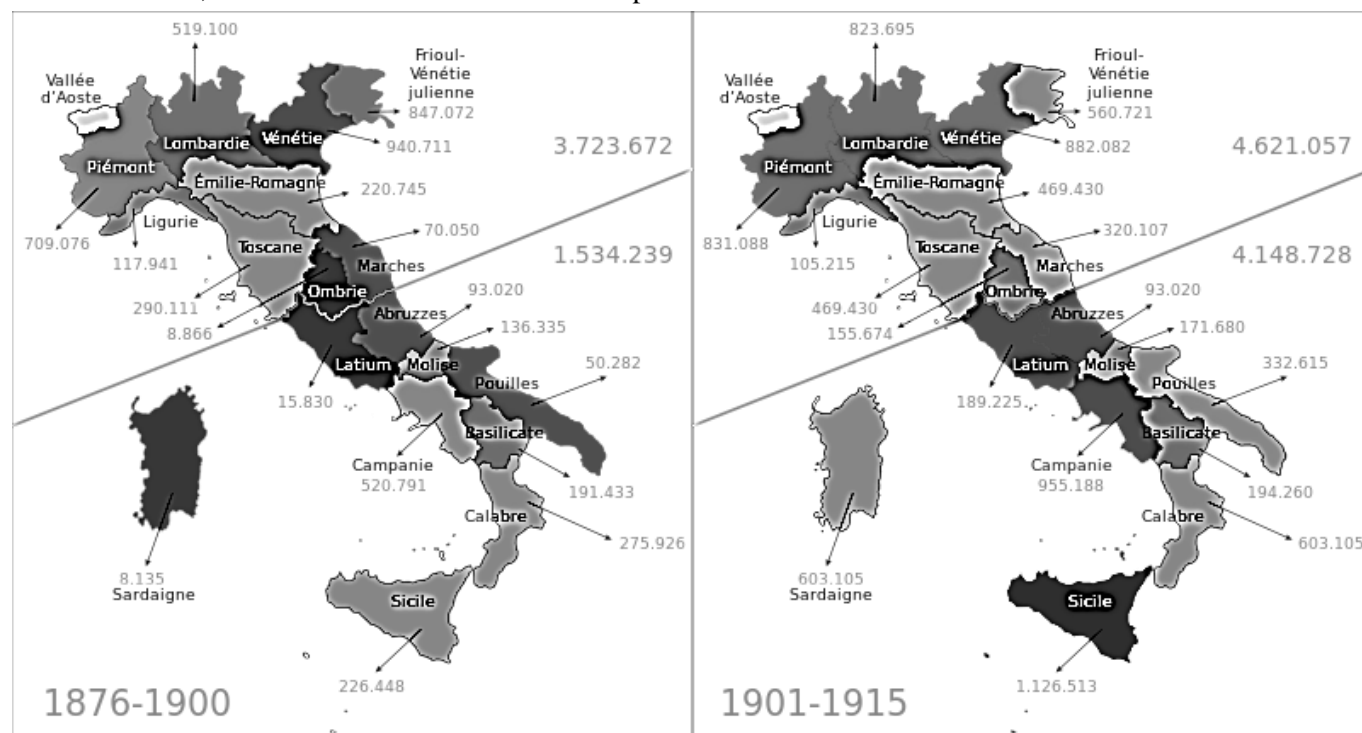 519.100
Frioul-
Vénétie
julienne
847.072
Vallée
d'Aoste
Lombardie
Vénétie
940.711
3.723.672
Piémont
Émilie-Romagne
220.745
Ligurie
709.076
117.941
Toscane
70.050
1.534.239
Marches
290.111
8.866
Ombrie
93.020
Abruzzes
136.335
Latium
Molise
50.282
Pouilles
15.830
Basilicate
Campanie
520.791
191.433
Calabre
275.926
8.135
Sardaigne
Sicile
226.448
1876-1900
823.695
Frioul-
Vénétie
julienne
560.721
Vallée
d'Aoste
Lombardie
Vénétie
882.082
4.621.057
Piémont
Émilie-Romagne
469.430
Ligurie
831.088
105.215
Toscane
320.107
4.148.728
Marches
469.430
155.674
Ombrie
93.020
Abruzzes
171.680
Latium
Molise
332.615
Pouilles
189.225
Basilicate
Campanie
955.188
194.260
Calabre
603.105
603.105
Sardaigne
Sicile
1.126.513
1901-1915